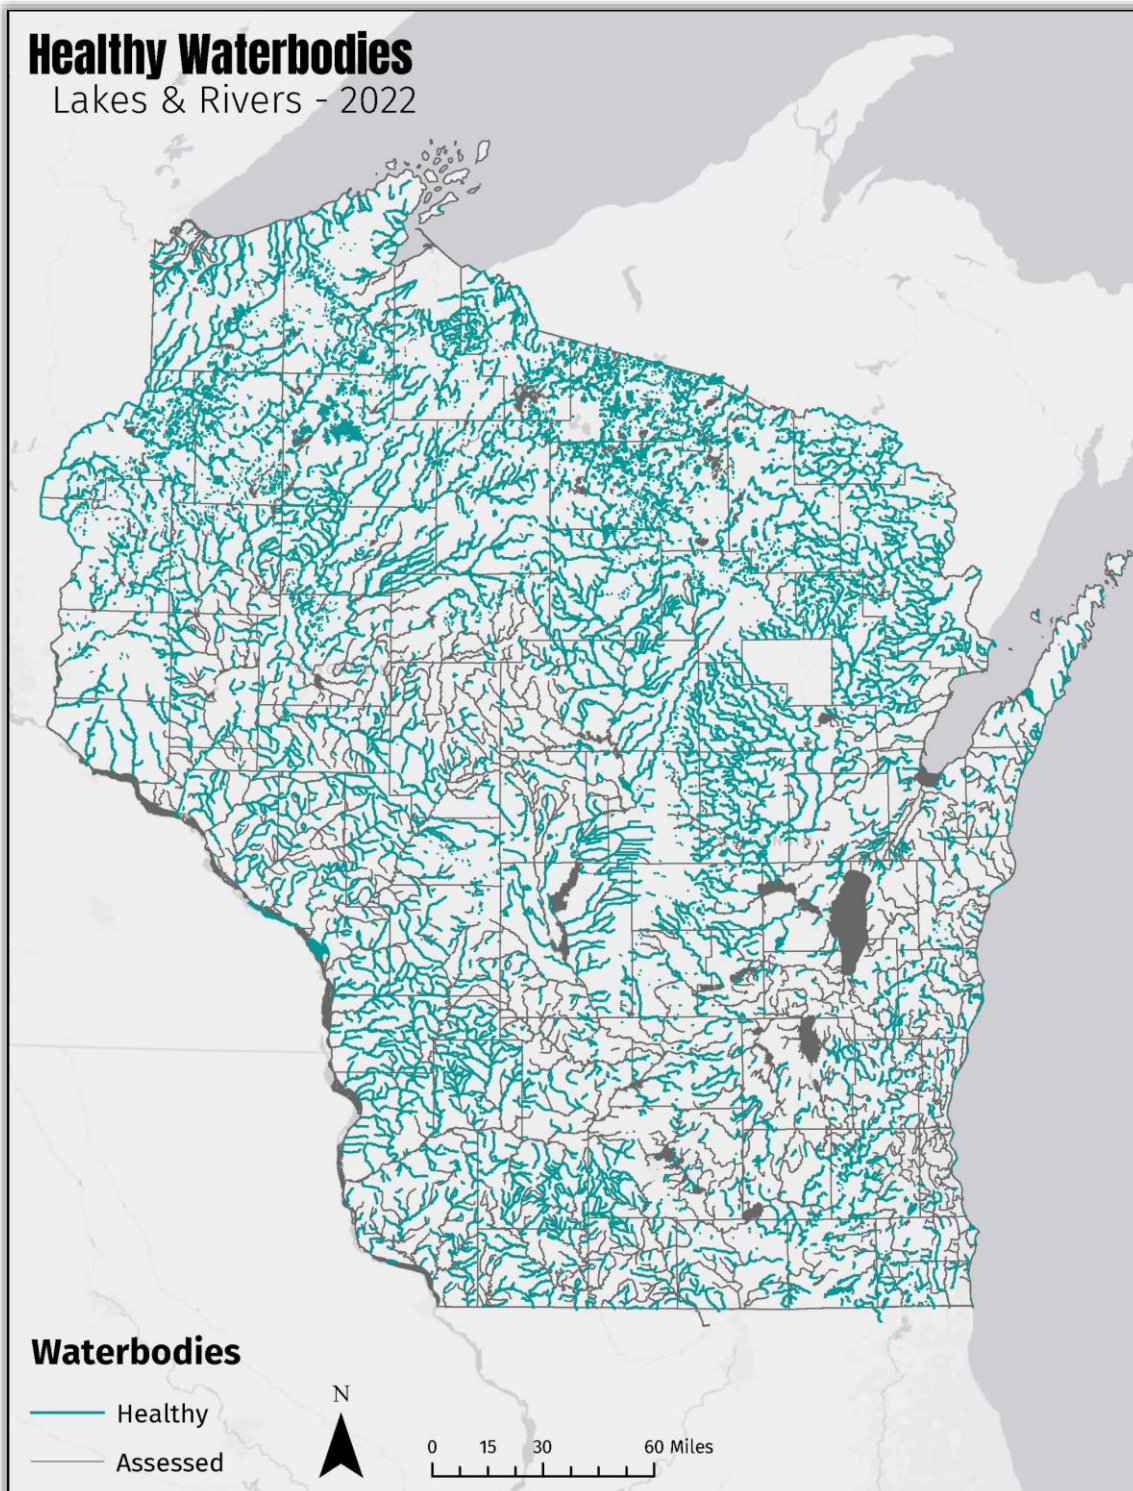 Healthy Waterbodies
Lakes & Rivers - 2022
Waterbodies
Healthy
Assessed
N
0 15 30 60 Miles